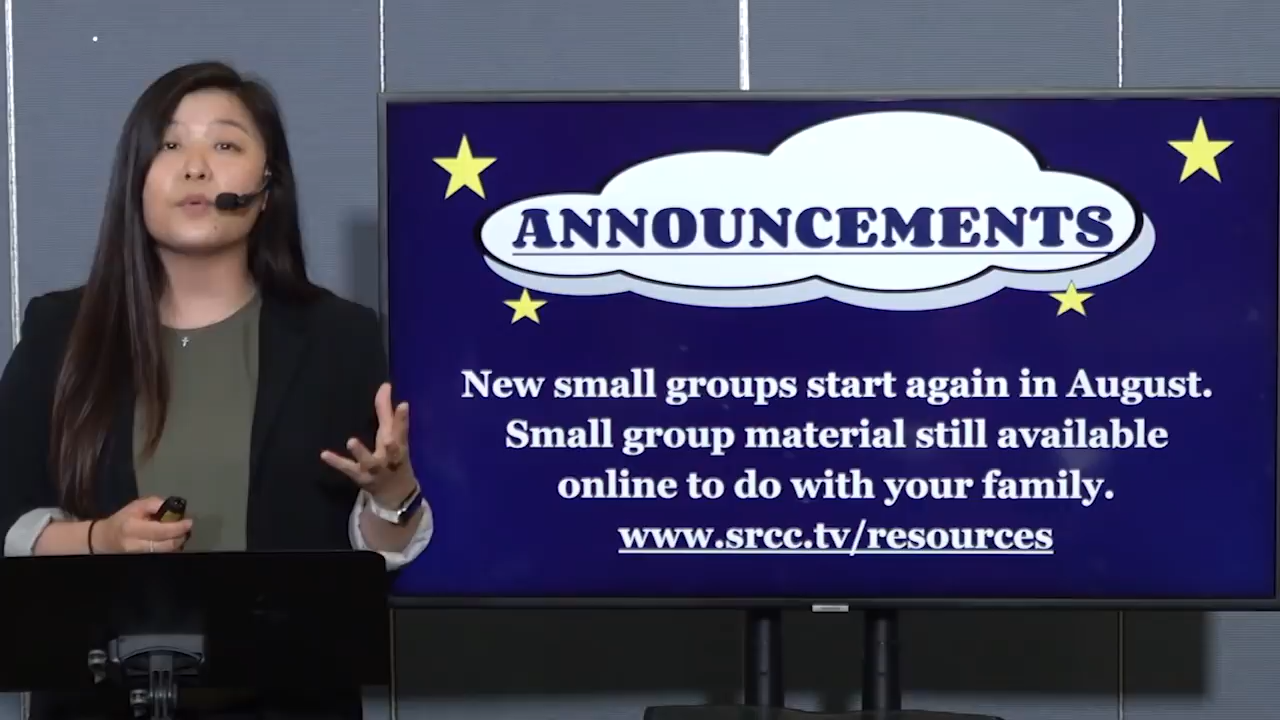 ANNOUNCEMENTS
New small groups start again in August.
Small group material still available
online to do with your family.
www.srcc.tv/resources